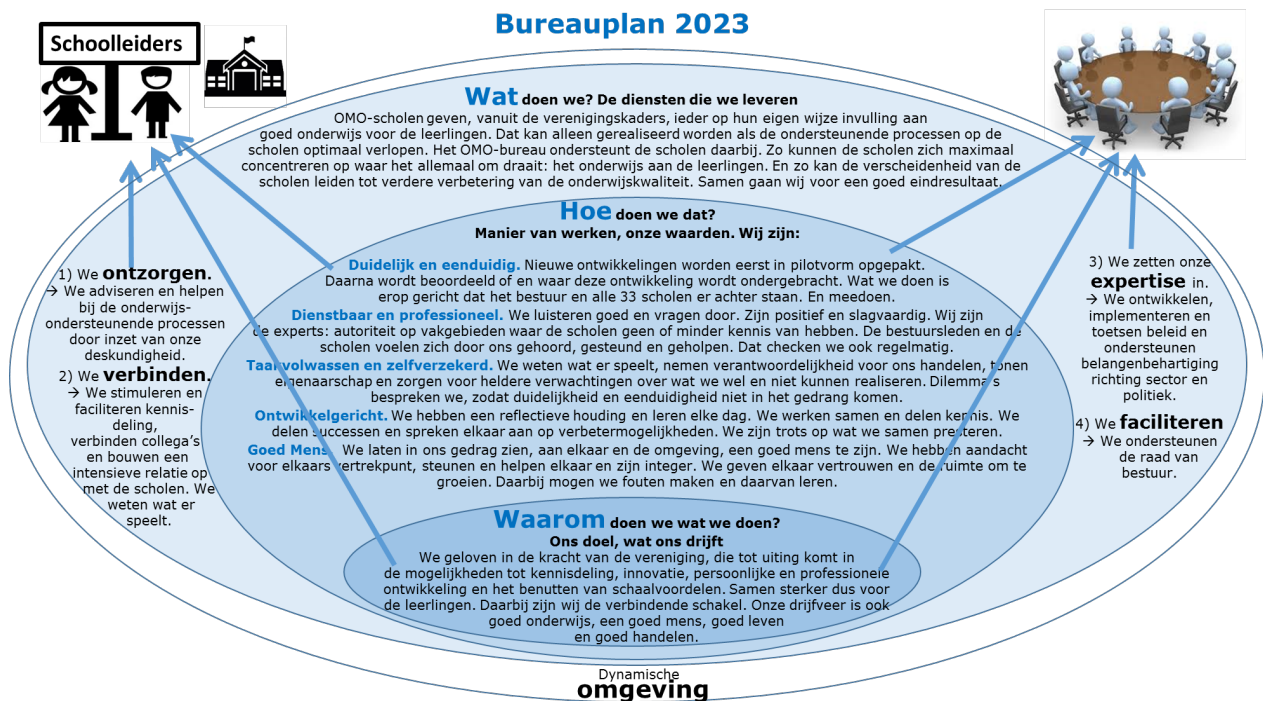 Bureauplan 2023
Schoolleiders
Wat doen we? De diensten die we leveren
OMO-scholen geven, vanuit de verenigingskaders, ieder op hun eigen wijze invulling aan
goed onderwijs voor de leerlingen. Dat kan alleen gerealiseerd worden als de ondersteunende processen op de
scholen optimaal verlopen. Het OMO-bureau ondersteunt de scholen daarbij. Zo kunnen de scholen zich maximaal
concentreren op waar het allemaal om draait: het onderwijs aan de leerlingen. En zo kan de verscheidenheid van de
scholen leiden tot verdere verbetering van de onderwijskwaliteit. Samen gaan wij voor een goed eindresultaat.
1) We ontzorgen.
→ We adviseren en helpen
bij de onderwijs-
ondersteunende processen
door inzet van onze
deskundigheid.
2) We verbinden.
→ We stimuleren en
faciliteren kennis-
deling,
verbinden collega's
en bouwen een
intensieve relatie op
met de scholen. We
weten wat er
speelt.
Hoe doen we dat?
Manier van werken, onze waarden. Wij zijn:
Duidelijk en eenduidig. Nieuwe ontwikkelingen worden eerst in pilotvorm opgepakt.
Daarna wordt beoordeeld of en waar deze ontwikkeling wordt ondergebracht. Wat we doen is
erop gericht dat het bestuur en alle 33 scholen er achter staan. En meedoen.
Dienstbaar en professioneel. We luisteren goed en vragen door. Zijn positief en slagvaardig. Wij zijn
de experts: autoriteit op vakgebieden waar de scholen geen of minder kennis van hebben. De bestuursleden en de
scholen voelen zich door ons gehoord, gesteund en geholpen. Dat checken we ook regelmatig.
Taakvolwassen en zelfverzekerd. We weten wat er speelt, nemen verantwoordelijkheid voor ons handelen, tonen
eigenaarschap en zorgen voor heldere verwachtingen over wat we wel en niet kunnen realiseren. Dilemma's
bespreken we, zodat duidelijkheid en eenduidigheid niet in het gedrang komen.
Ontwikkelgericht. We hebben een reflectieve houding en leren elke dag. We werken samen en delen kennis. We
delen successen en spreken elkaar aan op verbetermogelijkheden. We zijn trots op wat we samen presteren.
Goed Mens. We laten in ons gedrag zien, aan elkaar en de omgeving, een goed mens te zijn. We hebben aandacht
voor elkaars vertrekpunt, steunen en helpen elkaar en zijn integer. We geven elkaar vertrouwen en de ruimte om te
groeien. Daarbij mogen we fouten maken en daarvan leren.
3) We zetten onze
expertise in.
→ We ontwikkelen,
implementeren en
toetsen beleid en
ondersteunen
belangenbehartiging
richting sector en
politiek.
4) We faciliteren
→ We ondersteunen
de raad van
bestuur.
Waarom doen we wat we doen?
Ons doel, wat ons drijft
We geloven in de kracht van de vereniging, die tot uiting komt in
de mogelijkheden tot kennisdeling, innovatie, persoonlijke en professionele
ontwikkeling en het benutten van schaalvoordelen. Samen sterker dus voor
de leerlingen. Daarbij zijn wij de verbindende schakel. Onze drijfveer is ook
goed onderwijs, een goed mens, goed leven
en goed handelen.
Dynamische
omgeving